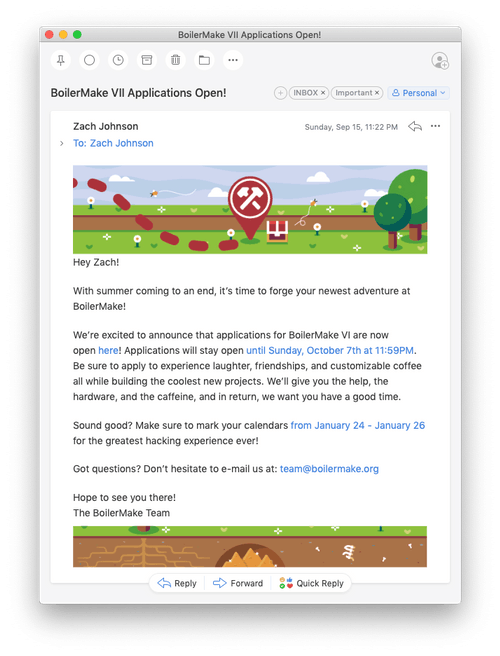 BoilerMake VII Applications Open!
BoilerMake VII Applications Open!
INBOX ×
Important ×
Personal
Zach Johnson
Sunday, Sep 15, 11:22 PM
To: Zach Johnson
Hey Zach!
With summer coming to an end, it's time to forge your newest adventure at
BoilerMake!
We're excited to announce that applications for BoilerMake VI are now
open here! Applications will stay open until Sunday, October 7th at 11:59PM.
Be sure to apply to experience laughter, friendships, and customizable coffee
all while building the coolest new projects. We'll give you the help, the
hardware, and the caffeine, and in return, we want you have a good time.
Sound good? Make sure to mark your calendars from January 24 - January 26
for the greatest hacking experience ever!
Got questions? Don't hesitate to e-mail us at: team@boilermake.org
Hope to see you there!
The BoilerMake Team
Reply
Forward
Quick Reply